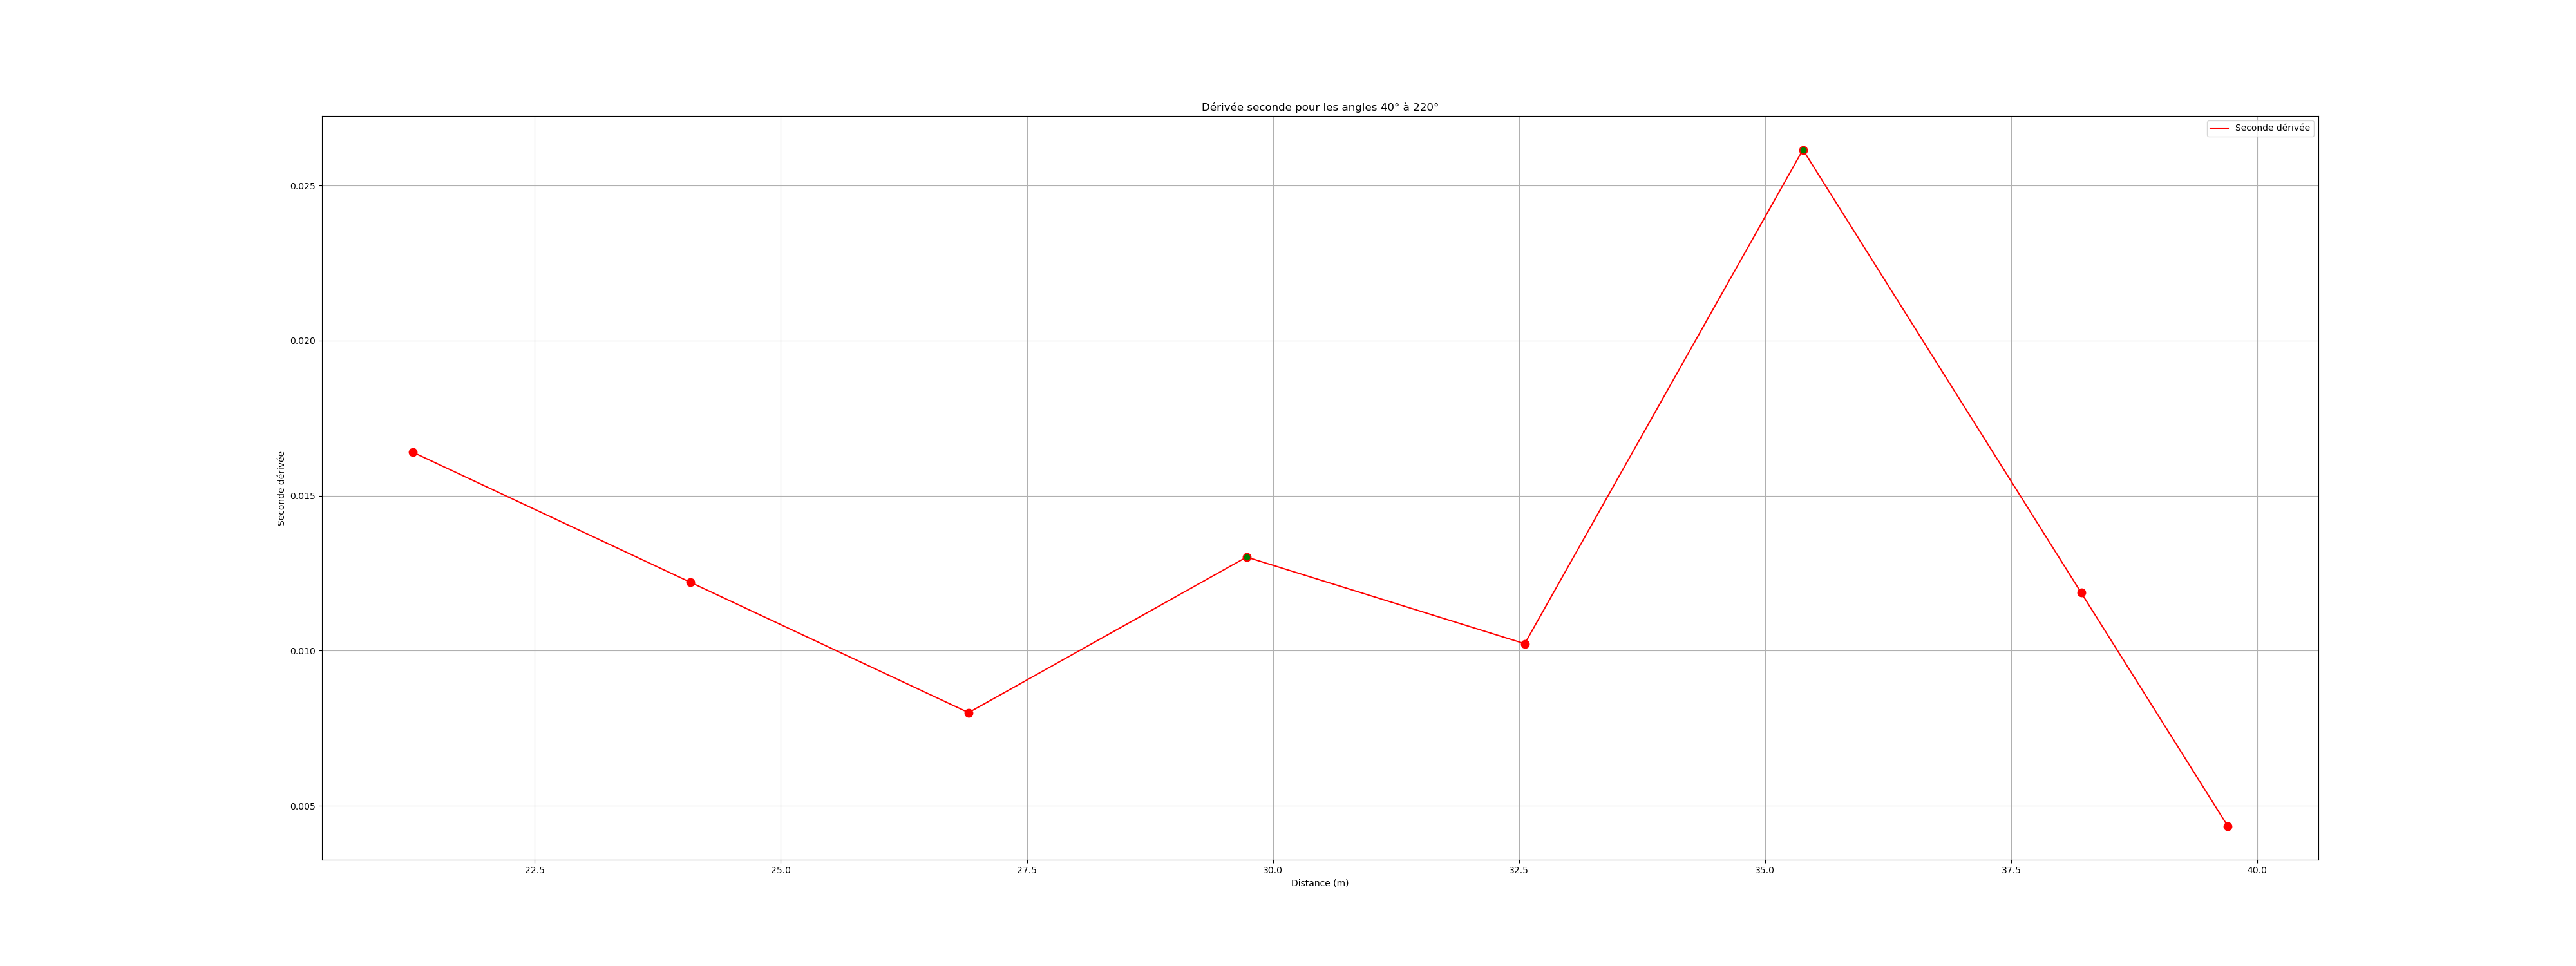 Dérivée seconde pour les angles 40° à 220°
Seconde dérivée
0.025
0.020
0.015
0.010
0.005
Seconde dérivée
22.5 25.0 27.5 30.0 32.5 35.0 37.5 40.0
Distance (m)